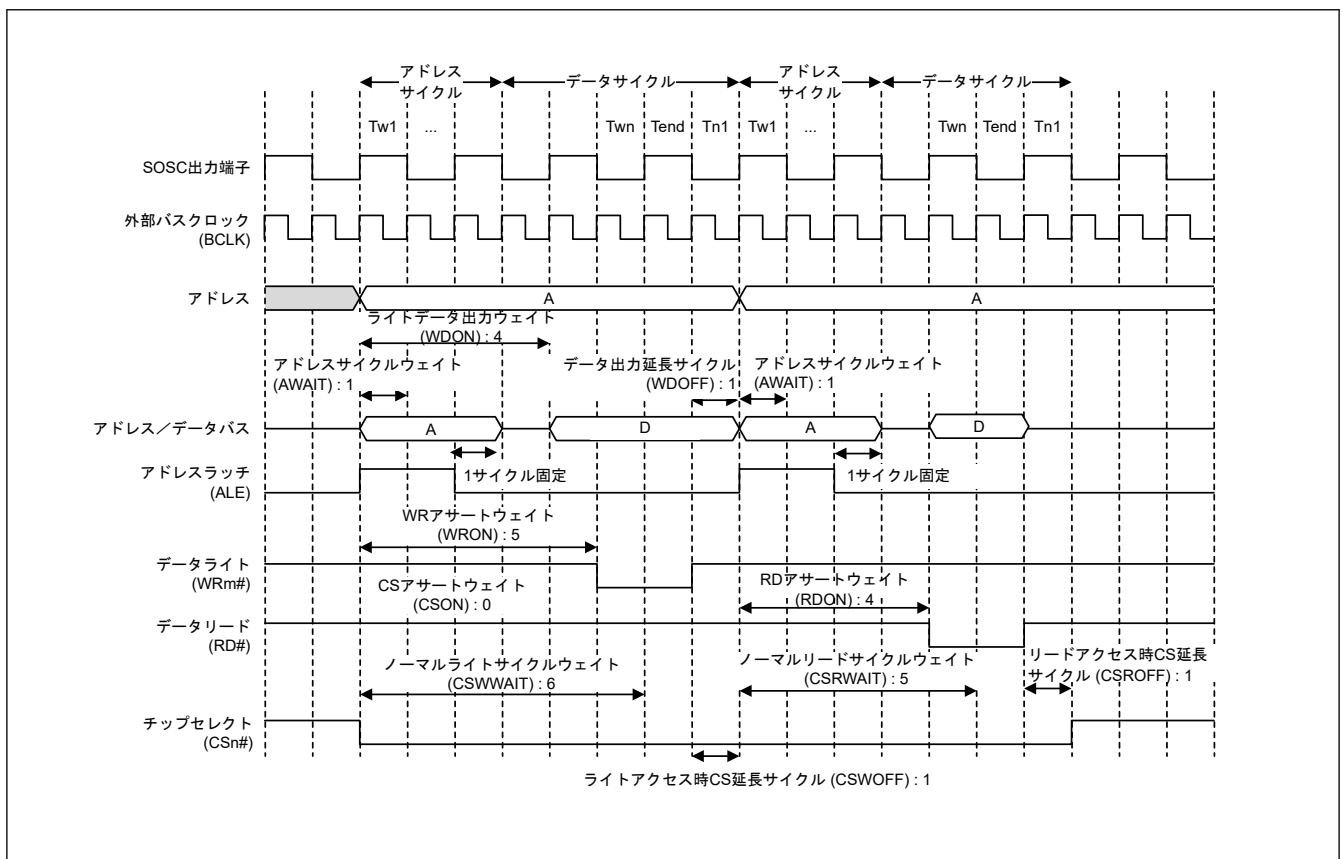 アドレス
サイクル
データサイクル
アドレス
サイクル
データサイクル
Tw1
...
Twn
Tend
Tn1
Tw1
...
Twn
Tend
Tn1
SOSC出力端子
外部バスクロック
(BCLK)
アドレス
A
A
ライトデータ出力ウェイト
(WDON) : 4
アドレスサイクルウェイト
(AWAIT) : 1
データ出力延長サイクル
(WDOFF) : 1
アドレスサイクルウェイト
(AWAIT) : 1
アドレス／データバス
A
D
A
D
アドレスラッチ
(ALE)
1サイクル固定
1サイクル固定
WRアサートウェイト
(WRON) : 5
データライト
(WRm#)
CSアサートウェイト
(CSON) : 0
RDアサートウェイト
(RDON) : 4
データリード
(RD#)
ノーマルライトサイクルウェイト
(CSWWAIT) : 6
ノーマルリードサイクルウェイト
(CSRWAIT) : 5
リードアクセス時CS延長
サイクル (CSROFF) : 1
チップセレクト
(CSn#)
ライトアクセス時CS延長サイクル (CSWOFF) : 1